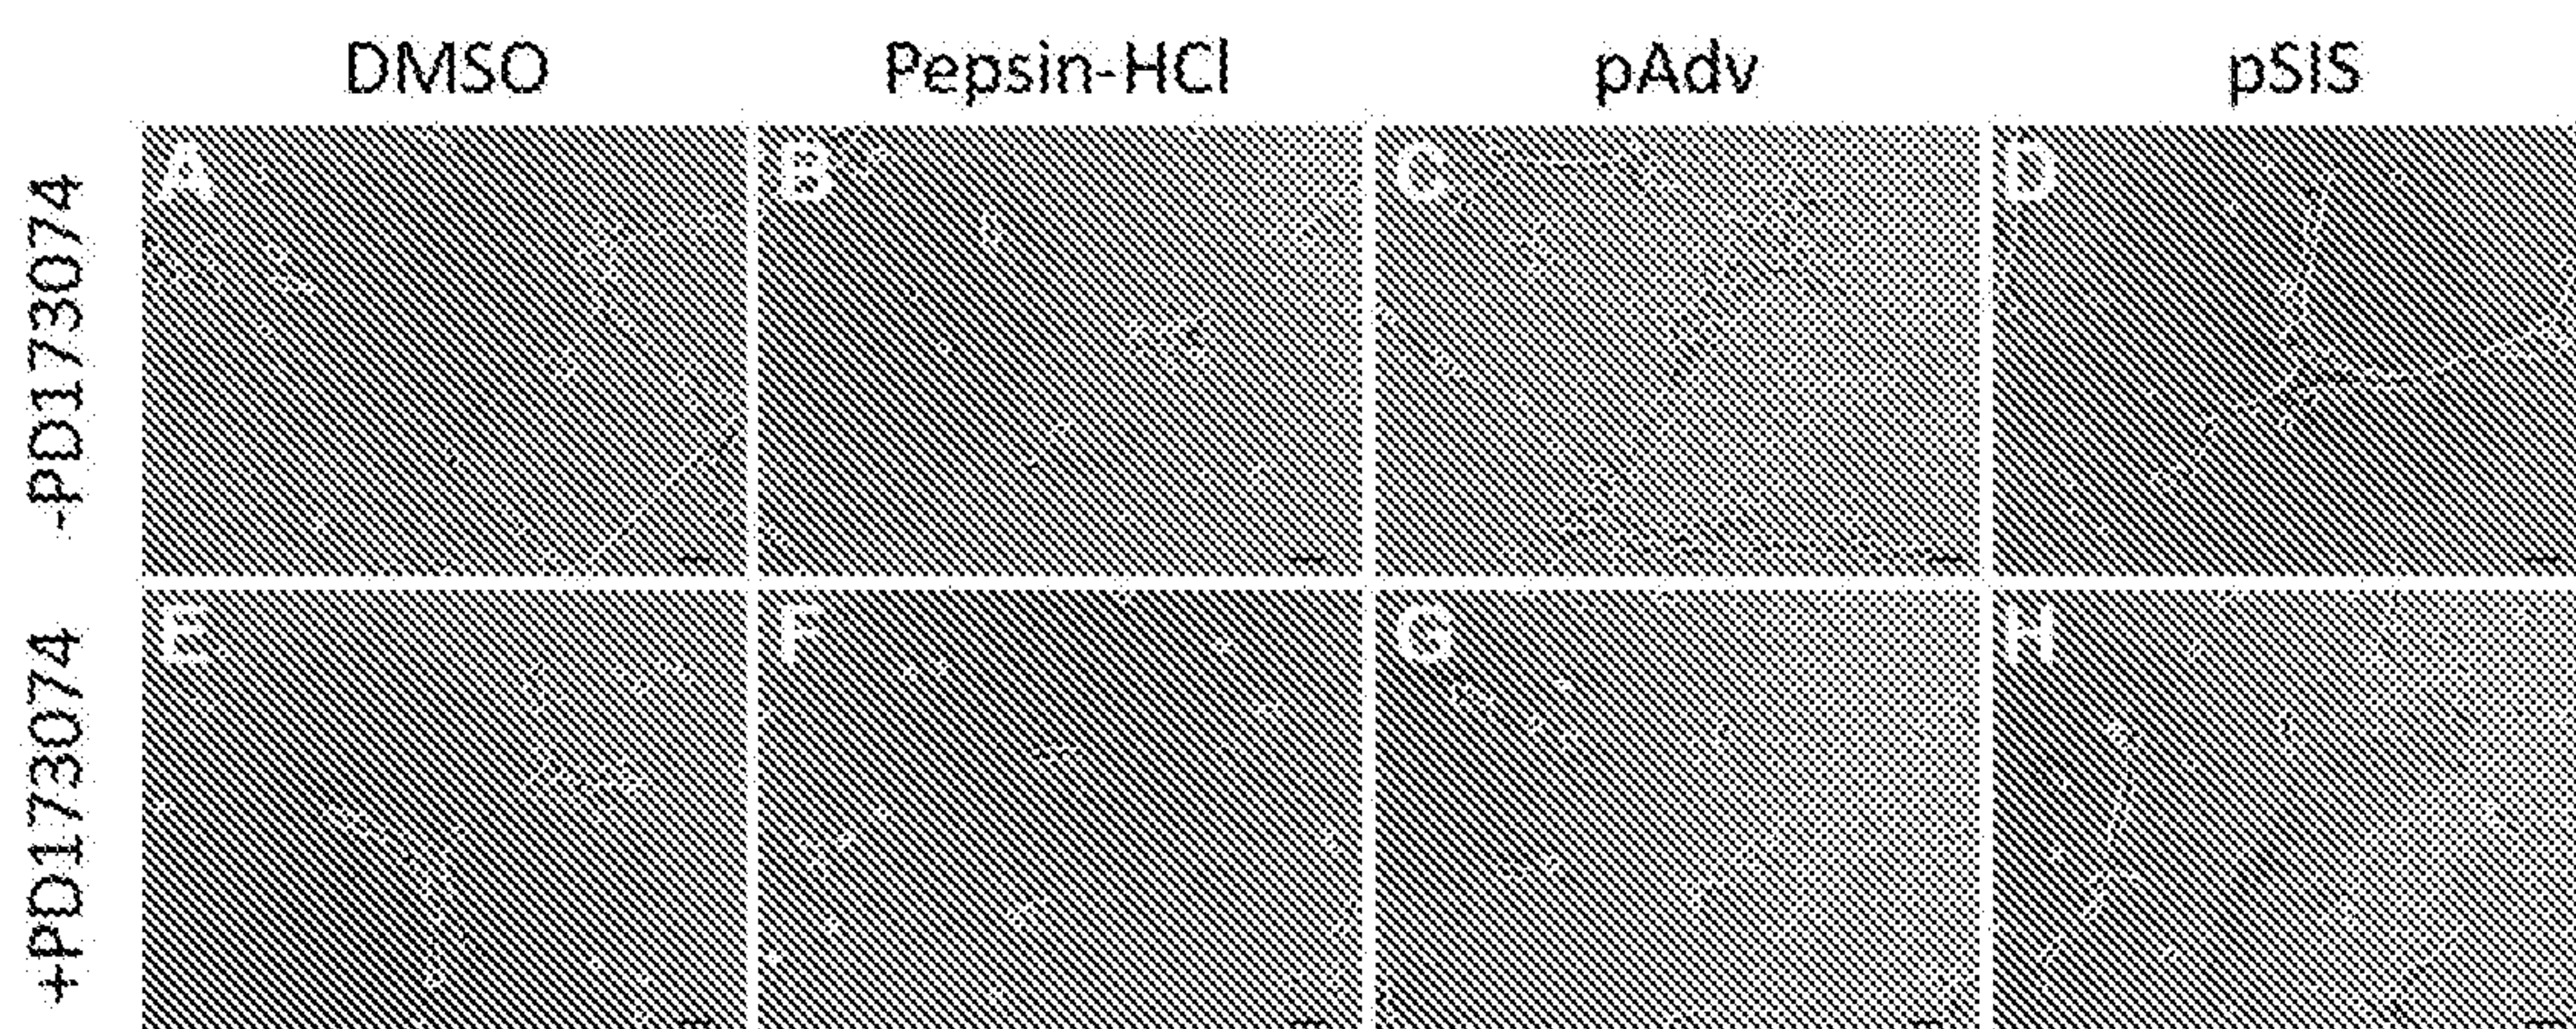 DMSO Pepsin-HCl pAdv pSIS
-PD173074
A B C D
+PD173074
E F G H